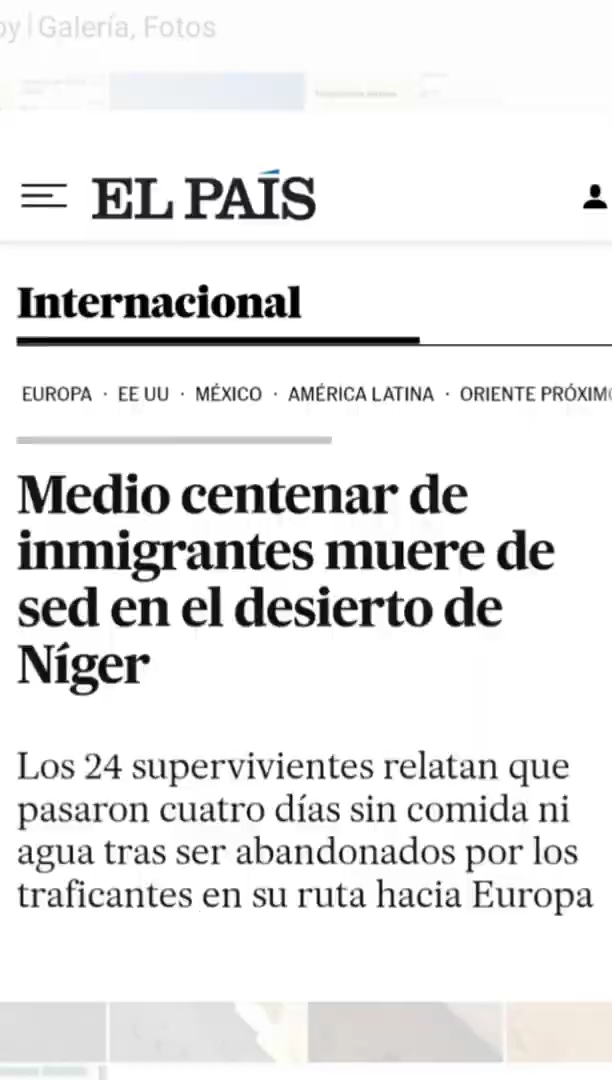 Galería, Fotos
EL PAÍS
Internacional
EUROPA · EE UU · MÉXICO · AMÉRICA LATINA · ORIENTE PRÓXIM
Medio centenar de
inmigrantes muere de
sed en el desierto de
Níger
Los 24 supervivientes relatan que
pasaron cuatro días sin comida ni
agua tras ser abandonados por los
traficantes en su ruta hacia Europa